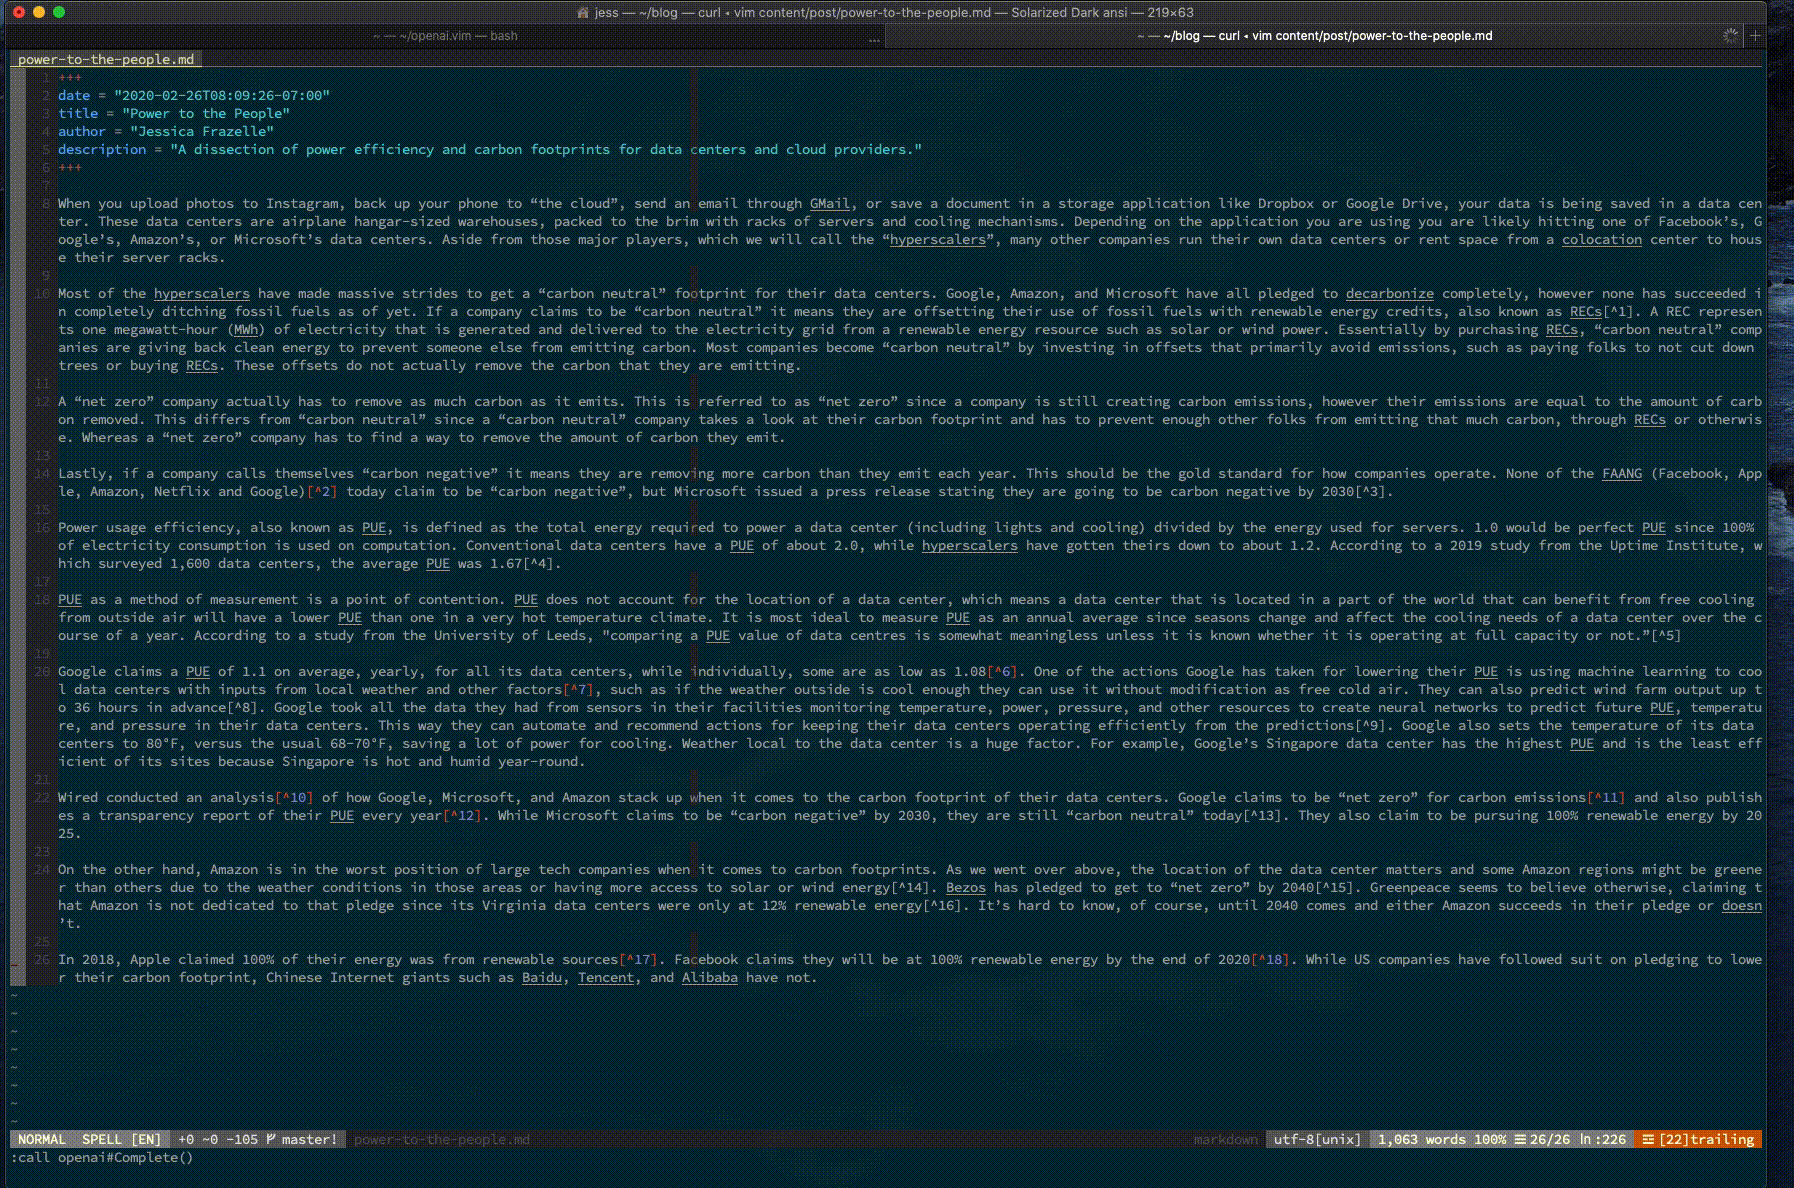 jess — ~/blog — curl ◂ vim content/post/power-to-the-people.md — Solarized Dark ansi — 219×63
~ — ~/openai.vim — bash ...
~ — ~/blog — curl ◂ vim content/post/power-to-the-people.md +
power-to-the-people.md
1 +++
2 date = "2020-02-26T08:09:26-07:00"
3 title = "Power to the People"
4 author = "Jessica Frazelle"
5 description = "A dissection of power efficiency and carbon footprints for data centers and cloud providers."
6 +++
7
8 When you upload photos to Instagram, back up your phone to “the cloud”, send an email through GMail, or save a document in a storage application like Dropbox or Google Drive, your data is being saved in a data cen
ter. These data centers are airplane hangar-sized warehouses, packed to the brim with racks of servers and cooling mechanisms. Depending on the application you are using you are likely hitting one of Facebook’s, G
oogle’s, Amazon’s, or Microsoft’s data centers. Aside from those major players, which we will call the “hyperscalers”, many other companies run their own data centers or rent space from a colocation center to hous
e their server racks.
9
10 Most of the hyperscalers have made massive strides to get a “carbon neutral” footprint for their data centers. Google, Amazon, and Microsoft have all pledged to decarbonize completely, however none has succeeded i
n completely ditching fossil fuels as of yet. If a company claims to be “carbon neutral” it means they are offsetting their use of fossil fuels with renewable energy credits, also known as RECs[^1]. A REC represen
ts one megawatt-hour (MWh) of electricity that is generated and delivered to the electricity grid from a renewable energy resource such as solar or wind power. Essentially by purchasing RECs, “carbon neutral” comp
anies are giving back clean energy to prevent someone else from emitting carbon. Most companies become “carbon neutral” by investing in offsets that primarily avoid emissions, such as paying folks to not cut down
trees or buying RECs. These offsets do not actually remove the carbon that they are emitting.
11
12 A “net zero” company actually has to remove as much carbon as it emits. This is referred to as “net zero” since a company is still creating carbon emissions, however their emissions are equal to the amount of carb
on removed. This differs from “carbon neutral” since a “carbon neutral” company takes a look at their carbon footprint and has to prevent enough other folks from emitting that much carbon, through RECs or otherwis
e. Whereas a “net zero” company has to find a way to remove the amount of carbon they emit.
13
14 Lastly, if a company calls themselves “carbon negative” it means they are removing more carbon than they emit each year. This should be the gold standard for how companies operate. None of the FAANG (Facebook, App
le, Amazon, Netflix and Google)[^2] today claim to be “carbon negative”, but Microsoft issued a press release stating they are going to be carbon negative by 2030[^3].
15
16 Power usage efficiency, also known as PUE, is defined as the total energy required to power a data center (including lights and cooling) divided by the energy used for servers. 1.0 would be perfect PUE since 100%
of electricity consumption is used on computation. Conventional data centers have a PUE of about 2.0, while hyperscalers have gotten theirs down to about 1.2. According to a 2019 study from the Uptime Institute, w
hich surveyed 1,600 data centers, the average PUE was 1.67[^4].
17
18 PUE as a method of measurement is a point of contention. PUE does not account for the location of a data center, which means a data center that is located in a part of the world that can benefit from free cooling
from outside air will have a lower PUE than one in a very hot temperature climate. It is most ideal to measure PUE as an annual average since seasons change and affect the cooling needs of a data center over the c
ourse of a year. According to a study from the University of Leeds, "comparing a PUE value of data centres is somewhat meaningless unless it is known whether it is operating at full capacity or not.”[^5]
19
20 Google claims a PUE of 1.1 on average, yearly, for all its data centers, while individually, some are as low as 1.08[^6]. One of the actions Google has taken for lowering their PUE is using machine learning to coo
l data centers with inputs from local weather and other factors[^7], such as if the weather outside is cool enough they can use it without modification as free cold air. They can also predict wind farm output up t
o 36 hours in advance[^8]. Google took all the data they had from sensors in their facilities monitoring temperature, power, pressure, and other resources to create neural networks to predict future PUE, temperatu
re, and pressure in their data centers. This way they can automate and recommend actions for keeping their data centers operating efficiently from the predictions[^9]. Google also sets the temperature of its data
centers to 80°F, versus the usual 68-70°F, saving a lot of power for cooling. Weather local to the data center is a huge factor. For example, Google’s Singapore data center has the highest PUE and is the least eff
icient of its sites because Singapore is hot and humid year-round.
21
22 Wired conducted an analysis[^10] of how Google, Microsoft, and Amazon stack up when it comes to the carbon footprint of their data centers. Google claims to be “net zero” for carbon emissions[^11] and also publish
es a transparency report of their PUE every year[^12]. While Microsoft claims to be “carbon negative” by 2030, they are still “carbon neutral” today[^13]. They also claim to be pursuing 100% renewable energy by 20
25.
23
24 On the other hand, Amazon is in the worst position of large tech companies when it comes to carbon footprints. As we went over above, the location of the data center matters and some Amazon regions might be greene
r than others due to the weather conditions in those areas or having more access to solar or wind energy[^14]. Bezos has pledged to get to “net zero” by 2040[^15]. Greenpeace seems to believe otherwise, claiming t
hat Amazon is not dedicated to that pledge since its Virginia data centers were only at 12% renewable energy[^16]. It’s hard to know, of course, until 2040 comes and either Amazon succeeds in their pledge or doesn
’t.
25
26 In 2018, Apple claimed 100% of their energy was from renewable sources[^17]. Facebook claims they will be at 100% renewable energy by the end of 2020[^18]. While US companies have followed suit on pledging to lowe
r their carbon footprint, Chinese Internet giants such as Baidu, Tencent, and Alibaba have not.
~
~
~
~
~
~
~
~
NORMAL SPELL [EN] +0 ~0 -105 master! power-to-the-people.md markdown utf-8[unix] 1,063 words 100% ☰ 26/26 ln :226 ☲ [22]trailing
:call openai#Complete()